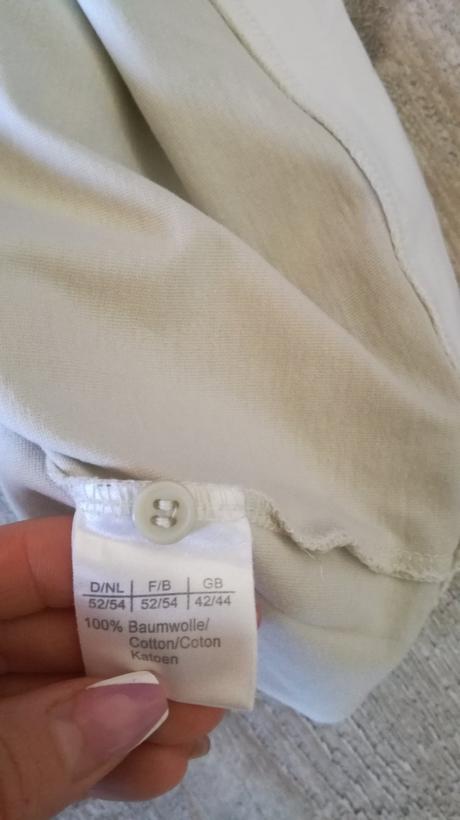 D/NL | F/B | GB
52/54 | 52/54 | 42/44
100% Baumwolle/
Cotton/Coton
Katoen